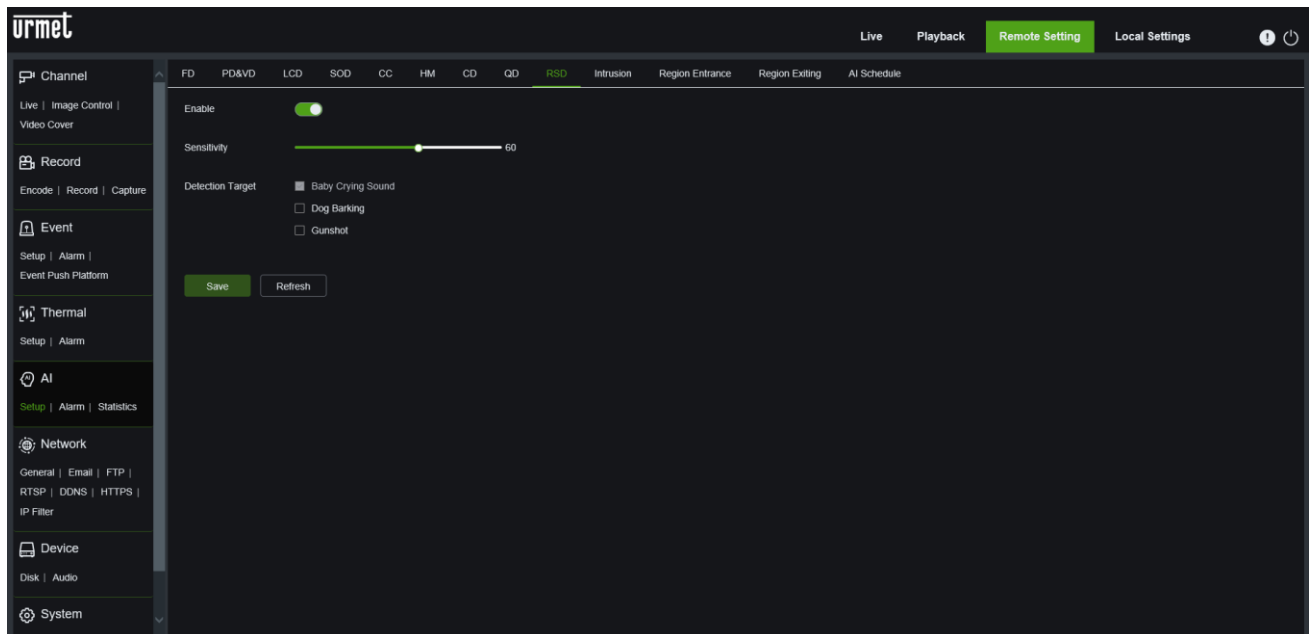 urmet
Live Playback Remote Setting Local Settings
Channel
Live | Image Control |
Video Cover
Record
Encode | Record | Capture
Event
Setup | Alarm |
Event Push Platform
Thermal
Setup | Alarm
AI
Setup | Alarm | Statistics
Network
General | Email | FTP |
RTSP | DDNS | HTTPS |
IP Filter
Device
Disk | Audio
System
FD PD&VD LCD SOD CC HM CD QD RSD Intrusion Region Entrance Region Exiting AI Schedule
Enable
Sensitivity 60
Detection Target Baby Crying Sound
Dog Barking
Gunshot
Save Refresh